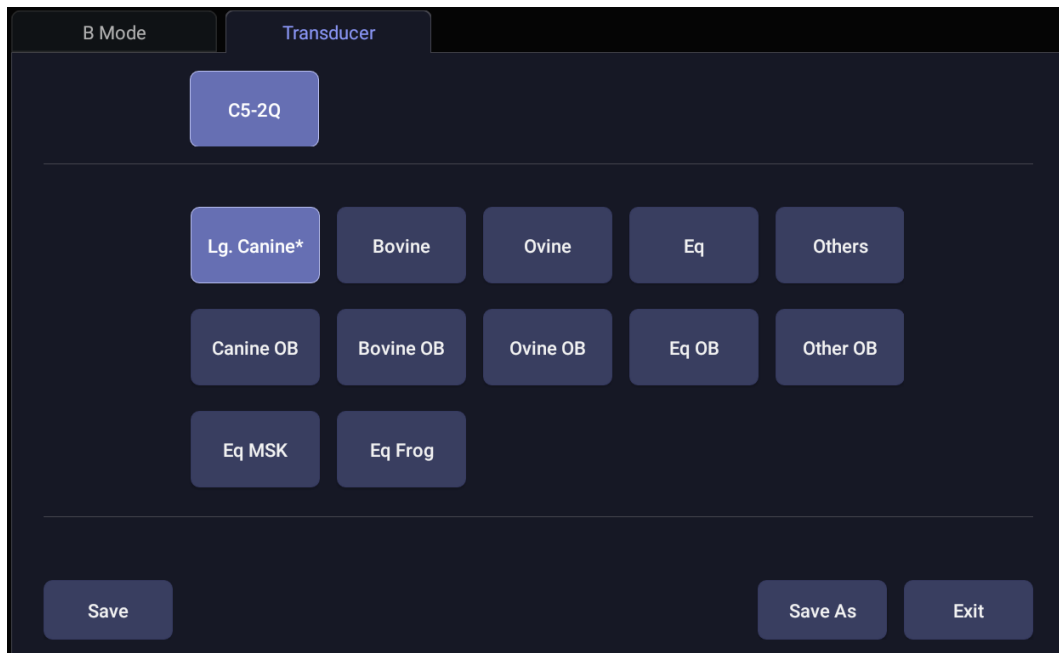 B Mode Transducer
C5-2Q
Lg. Canine* Bovine Ovine Eq Others
Canine OB Bovine OB Ovine OB Eq OB Other OB
Eq MSK Eq Frog
Save Save As Exit